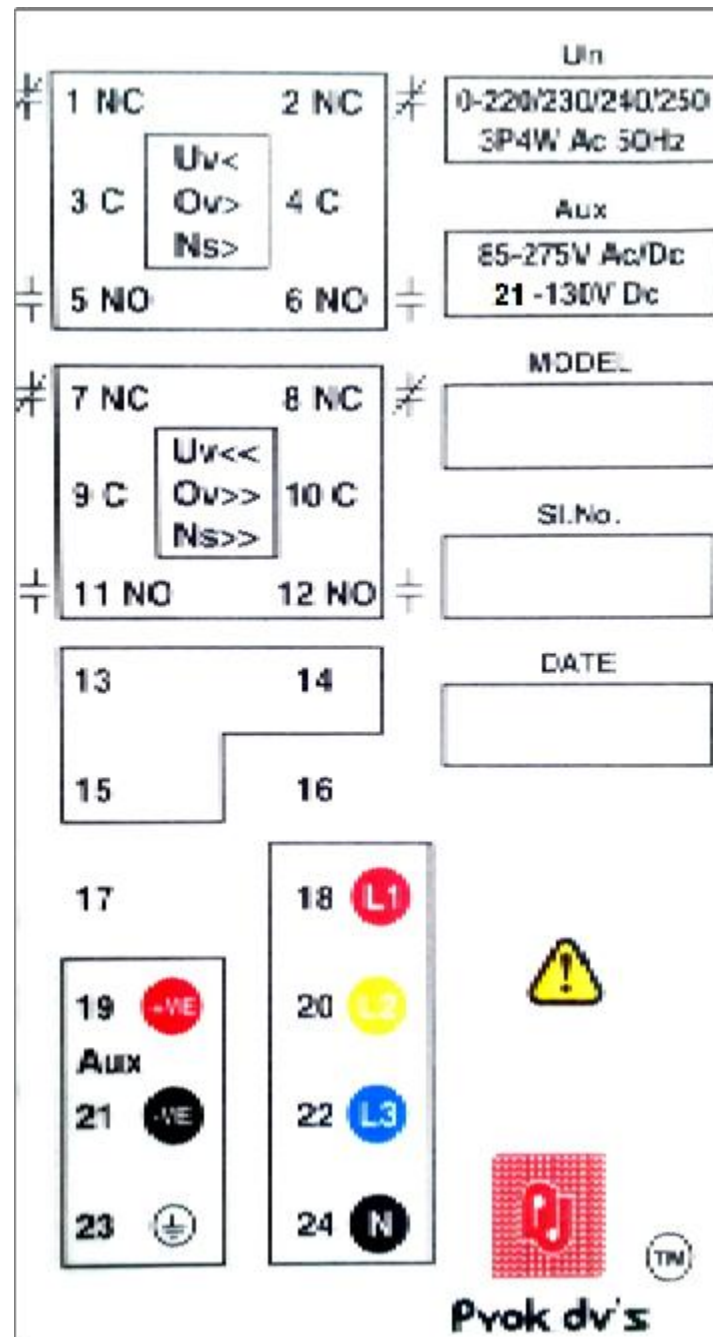 1 NC 2 NC
Uv<
3 C Ov> 4 C
Ns>
5 NO 6 NO
7 NC 8 NC
Uv<<
9 C Ov>> 10 C
Ns>>
11 NO 12 NO
13 14
15 16
17
18 L1
19 +VE
20 L2
Aux
21 -VE
22 L3
23
24 N
Uin
0-220/230/240/250
3P4W Ac 50Hz
Aux
85-275V Ac/Dc
21 -130V Dc
MODEL
Sl.No.
DATE
!
TM
Prok dv's